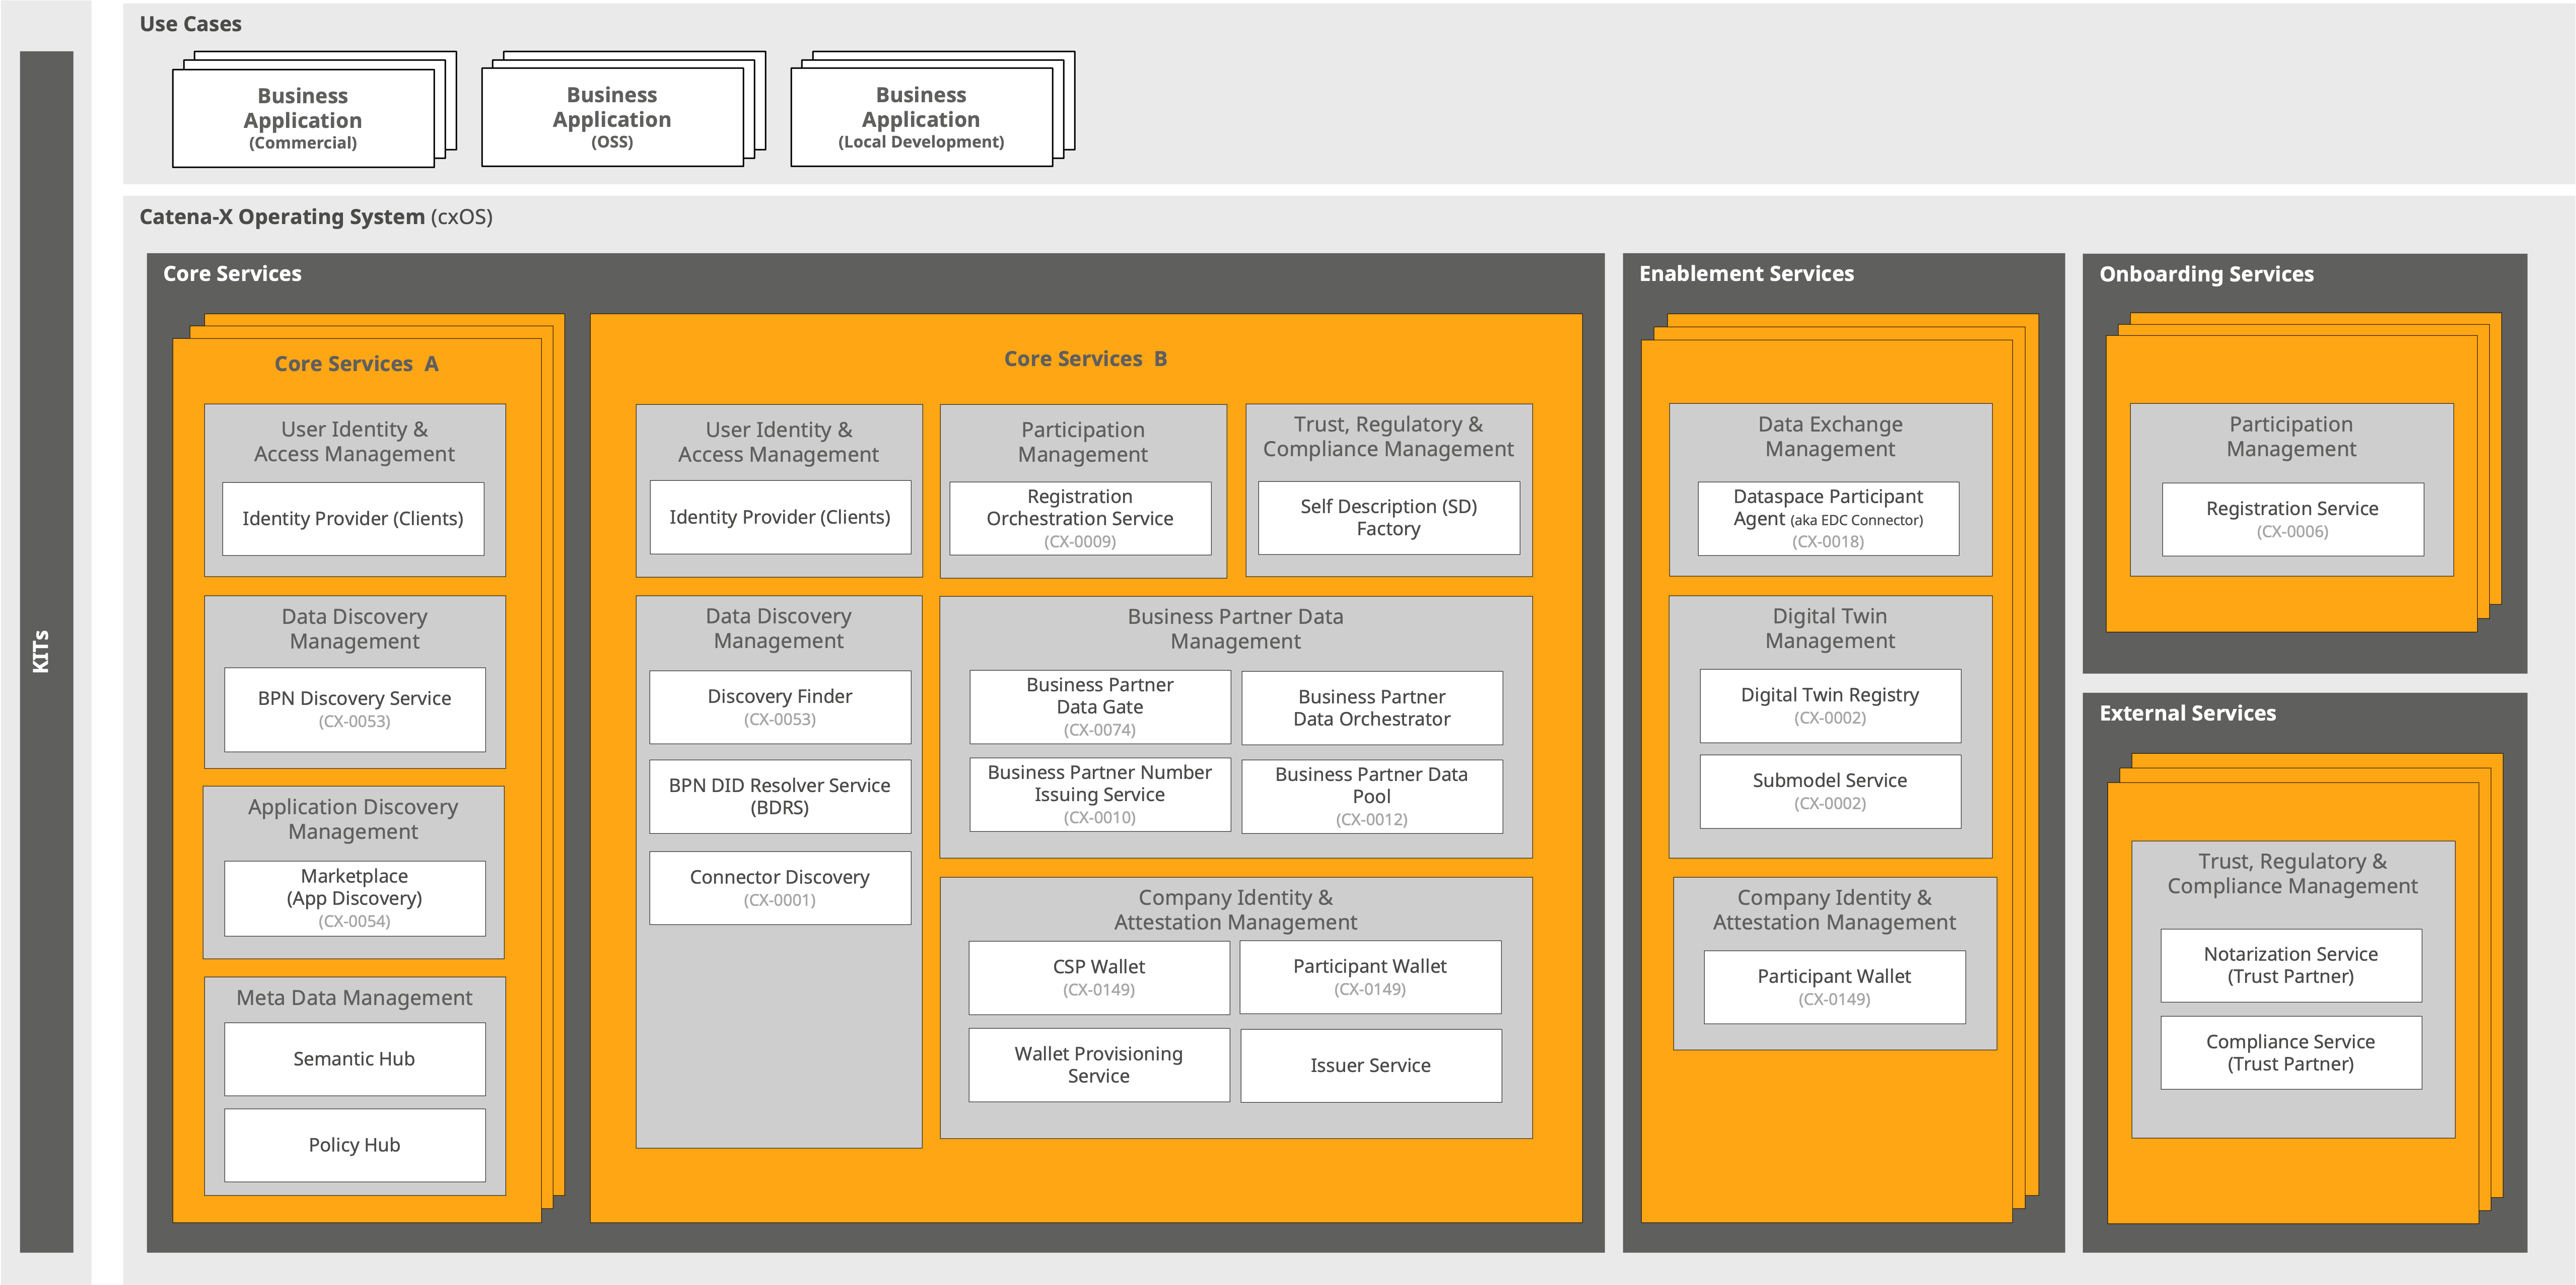 KITs
Use Cases
Business
Application
(Commercial)
Business
Application
(OSS)
Business
Application
(Local Development)
Catena-X Operating System (cxOS)
Core Services
Core Services A
User Identity &
Access Management
Identity Provider (Clients)
Data Discovery
Management
BPN Discovery Service
(CX-0053)
Application Discovery
Management
Marketplace
(App Discovery)
(CX-0054)
Meta Data Management
Semantic Hub
Policy Hub
Core Services B
User Identity &
Access Management
Identity Provider (Clients)
Participation
Management
Registration
Orchestration Service
(CX-0009)
Trust, Regulatory &
Compliance Management
Self Description (SD)
Factory
Data Discovery
Management
Discovery Finder
(CX-0053)
BPN DID Resolver Service
(BDRS)
Connector Discovery
(CX-0001)
Business Partner Data
Management
Business Partner
Data Gate
(CX-0074)
Business Partner
Data Orchestrator
Business Partner Number
Issuing Service
(CX-0010)
Business Partner Data
Pool
(CX-0012)
Company Identity &
Attestation Management
CSP Wallet
(CX-0149)
Participant Wallet
(CX-0149)
Wallet Provisioning
Service
Issuer Service
Enablement Services
Data Exchange
Management
Dataspace Participant
Agent (aka EDC Connector)
(CX-0018)
Digital Twin
Management
Digital Twin Registry
(CX-0002)
Submodel Service
(CX-0002)
Company Identity &
Attestation Management
Participant Wallet
(CX-0149)
Onboarding Services
Participation
Management
Registration Service
(CX-0006)
External Services
Trust, Regulatory &
Compliance Management
Notarization Service
(Trust Partner)
Compliance Service
(Trust Partner)